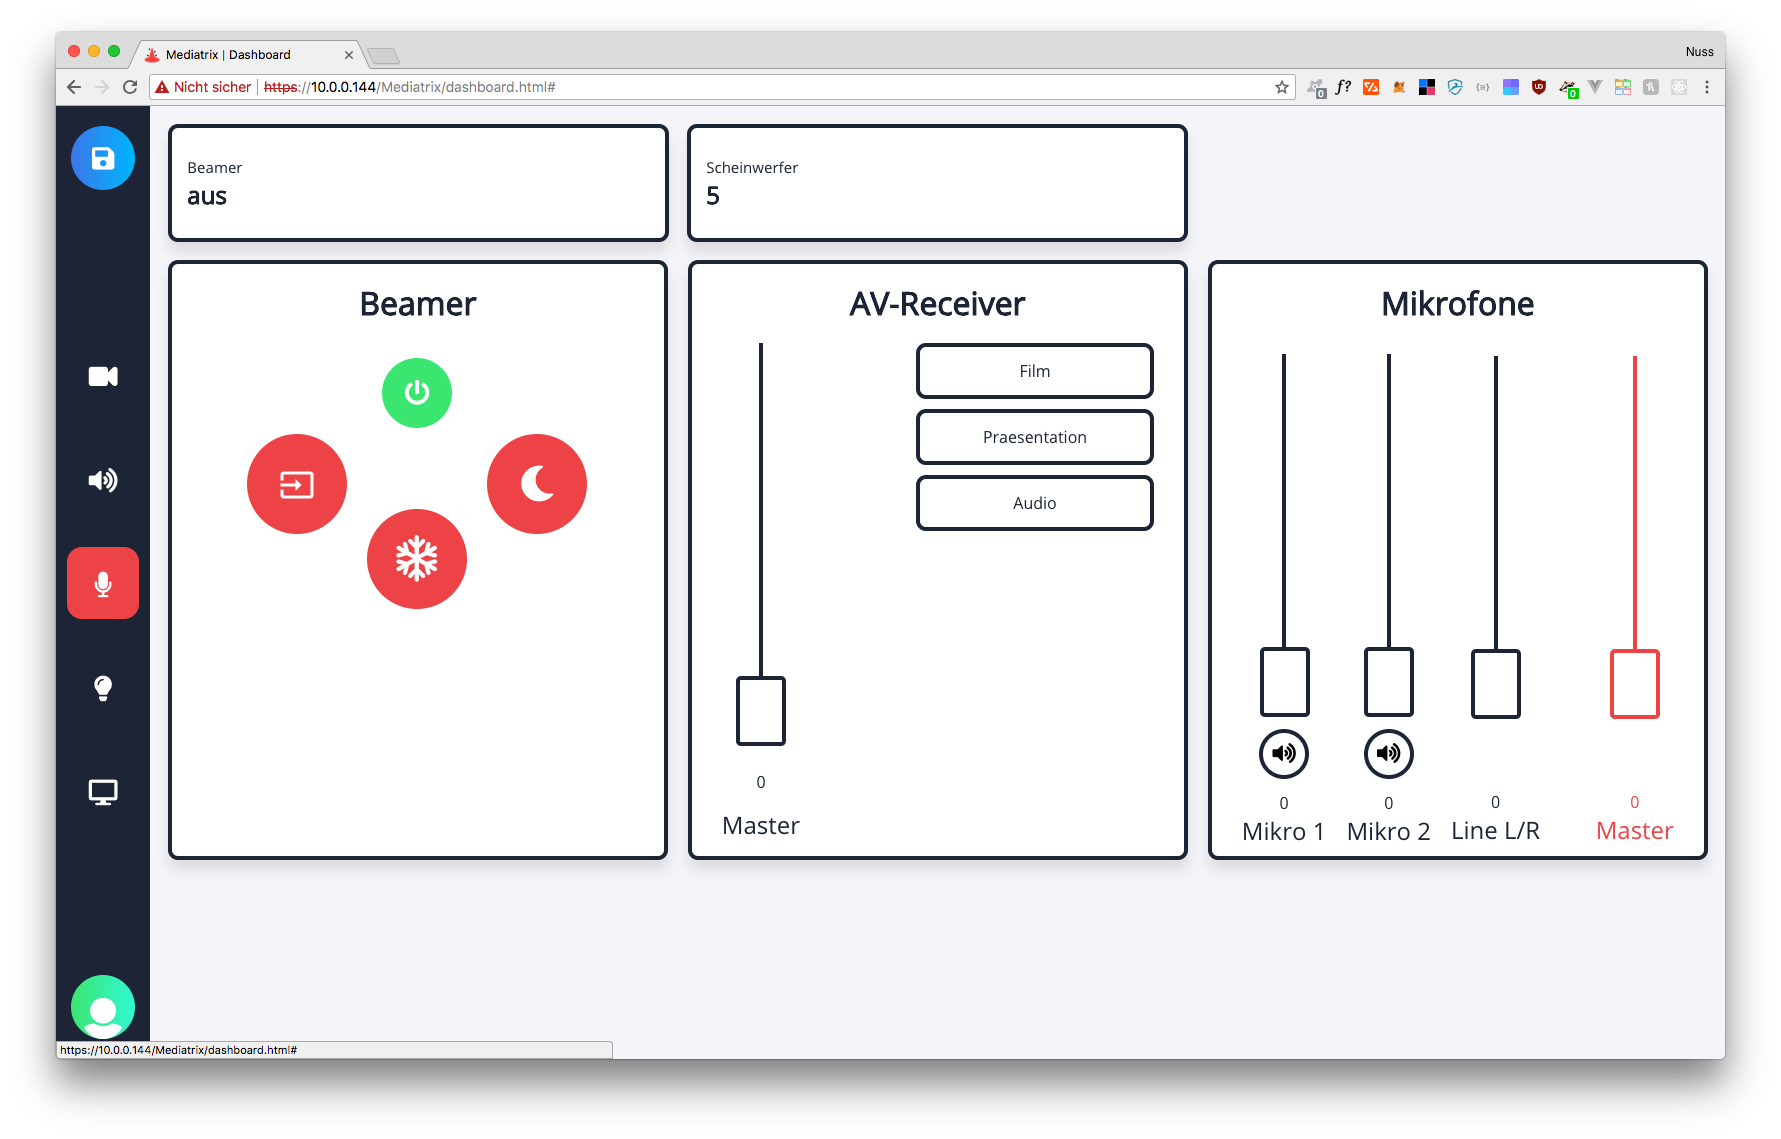 Mediatrix | Dashboard
Nuss
Nicht sicher
https://10.0.0.144/Mediatrix/dashboard.html#
0
f?
0
Beamer
aus
Scheinwerfer
5
Beamer
AV-Receiver
Film
Praesentation
Audio
0
Master
Mikrofone
0
Mikro 1
0
Mikro 2
0
Line L/R
0
Master
https://10.0.0.144/Mediatrix/dashboard.html#